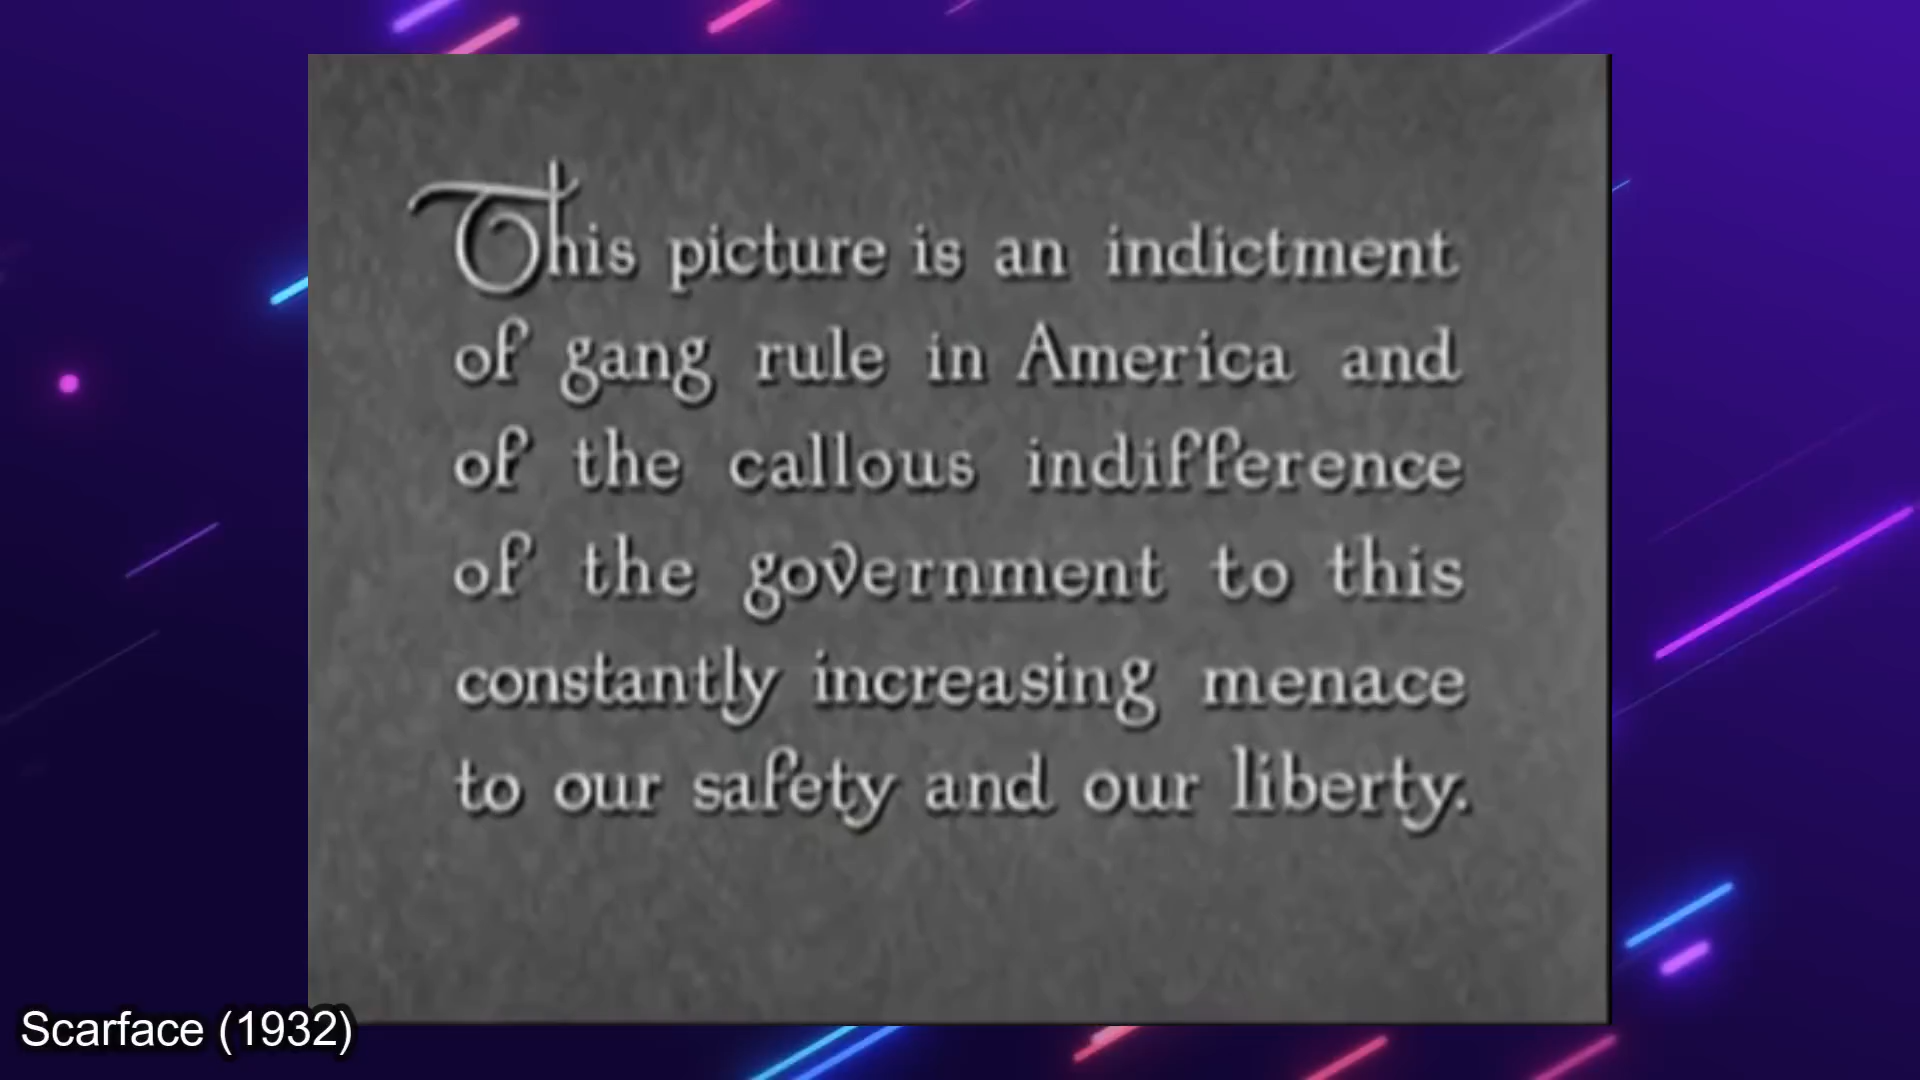 This picture is an indictment
of gang rule in America and
of the callous indifference
of the government to this
constantly increasing menace
to our safety and our liberty.
Scarface (1932)